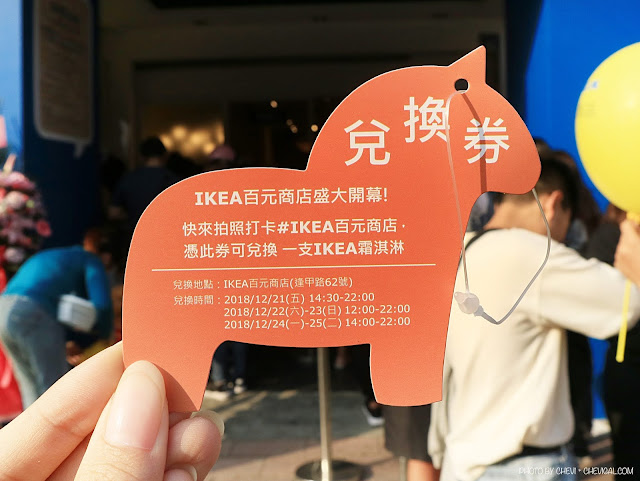 兌換券
IKEA百元商店盛大開幕!
快來拍照打卡#IKEA百元商店,
憑此券可兌換 一支IKEA霜淇淋
兌換地點：IKEA百元商店(逢甲路62號)
兌換時間：2018/12/21(五) 14:30-22:00
2018/12/22(六)-23(日) 12:00-22:00
2018/12/24(一)-25(二) 14:00-22:00
PHOTO BY CHEVI • CHEVIQAL.COM